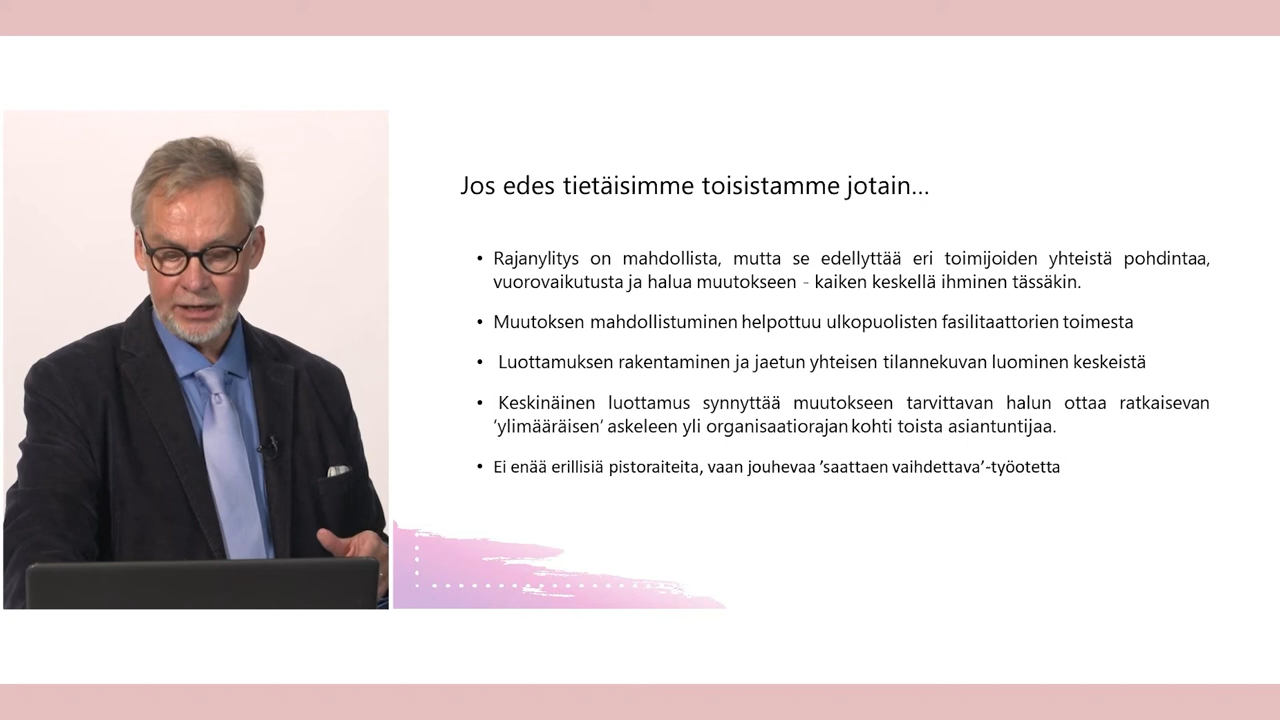 Jos edes tietäisimme toisistamme jotain...
• Rajanylitys on mahdollista, mutta se edellyttää eri toimijoiden yhteistä pohdintaa,
vuorovaikutusta ja halua muutokseen - kaiken keskellä ihminen tässäkin.
• Muutoksen mahdollistuminen helpottuu ulkopuolisten fasilitaattorien toimesta
• Luottamuksen rakentaminen ja jaetun yhteisen tilannekuvan luominen keskeistä
• Keskinäinen luottamus synnyttää muutokseen tarvittavan halun ottaa ratkaisevan
’ylimääräisen’ askeleen yli organisaatiorajan kohti toista asiantuntijaa.
• Ei enää erillisiä pistoraiteita, vaan jouhevaa ’saattaen vaihdettava’-työotetta